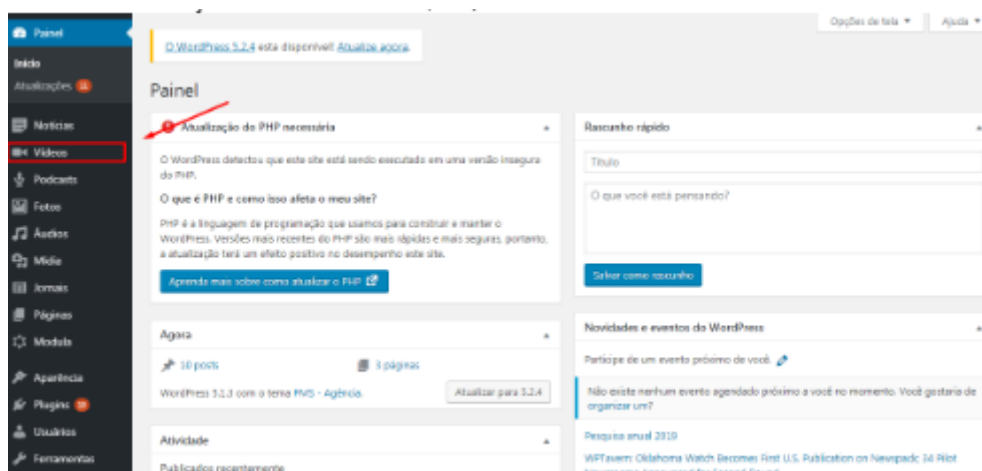 Painel
Início
Atualizações
Notícias
Vídeos
Podcasts
Fotos
Áudios
Mídia
Jornais
Páginas
Modula
Aparência
Plugins
Usuários
Ferramentas
Opções de tela
Ajuda
O WordPress 5.2.4 está disponível! Atualize agora.
Painel
Atualização do PHP necessária
O WordPress detectou que este site está sendo executado em uma versão insegura
do PHP.
O que é PHP e como isso afeta o meu site?
PHP é a linguagem de programação que usamos para construir e manter o
WordPress. Versões mais recentes do PHP são mais rápidas e mais seguras, portanto,
a atualização terá um efeito positivo no desempenho este site.
Aprenda mais sobre como atualizar o PHP
Agora
10 posts
3 páginas
WordPress 5.1.3 com o tema PMS - Agência.
Atualizar para 5.2.4
Atividade
Publicados recentemente
Rascunho rápido
Título
O que você está pensando?
Salvar como rascunho
Novidades e eventos do WordPress
Participe de um evento próximo de você.
Não existe nenhum evento agendado próximo a você no momento. Você gostaria de
organizar um?
Pesquisa anual 2019
WPTavern: Oklahoma Watch Becomes First U.S. Publication on Newspack; 34 Pilot